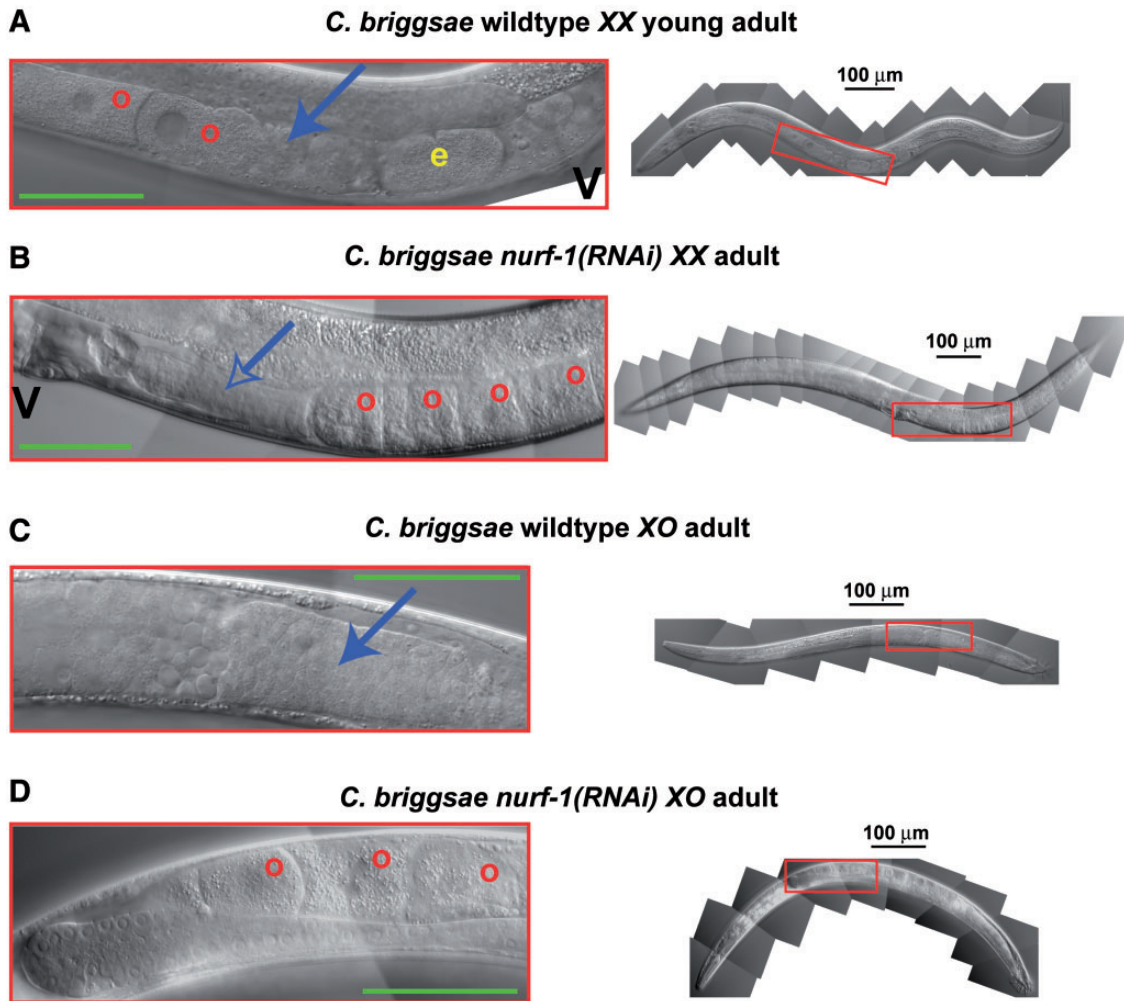 A
C. briggsae wildtype XX young adult
o
o
e
V
100 μm
B
C. briggsae nurf-1(RNAi) XX adult
V
o
o
o
o
100 μm
C
C. briggsae wildtype XO adult
100 μm
D
C. briggsae nurf-1(RNAi) XO adult
o
o
o
100 μm